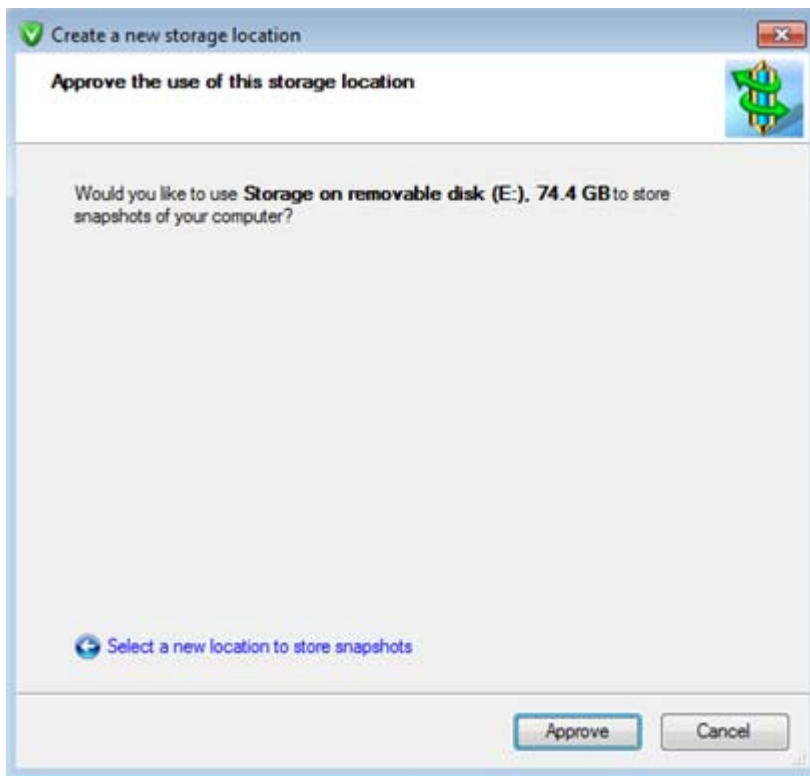 Create a new storage location
Approve the use of this storage location
Would you like to use Storage on removable disk (E:), 74.4 GB to store
snapshots of your computer?
Select a new location to store snapshots
Approve Cancel